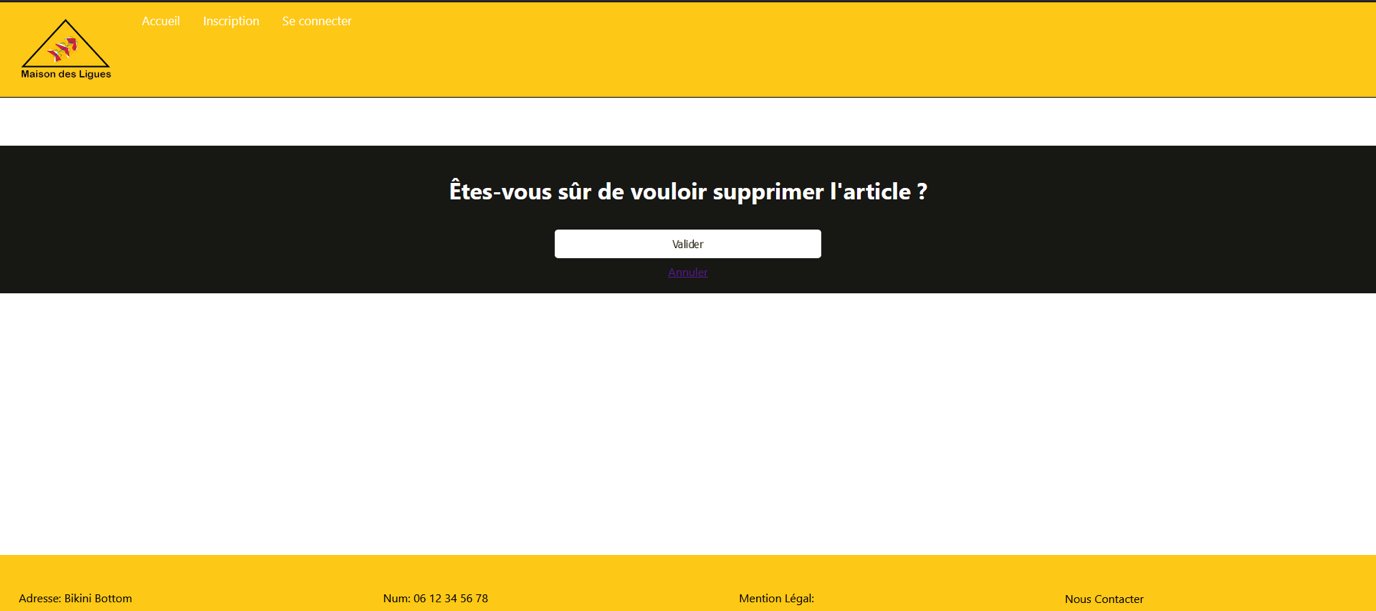 Accueil Inscription Se connecter
Maison des Ligues
Êtes-vous sûr de vouloir supprimer l'article ?
Valider
Annuler
Adresse: Bikini Bottom Num: 06 12 34 56 78 Mention Légal: Nous Contacter